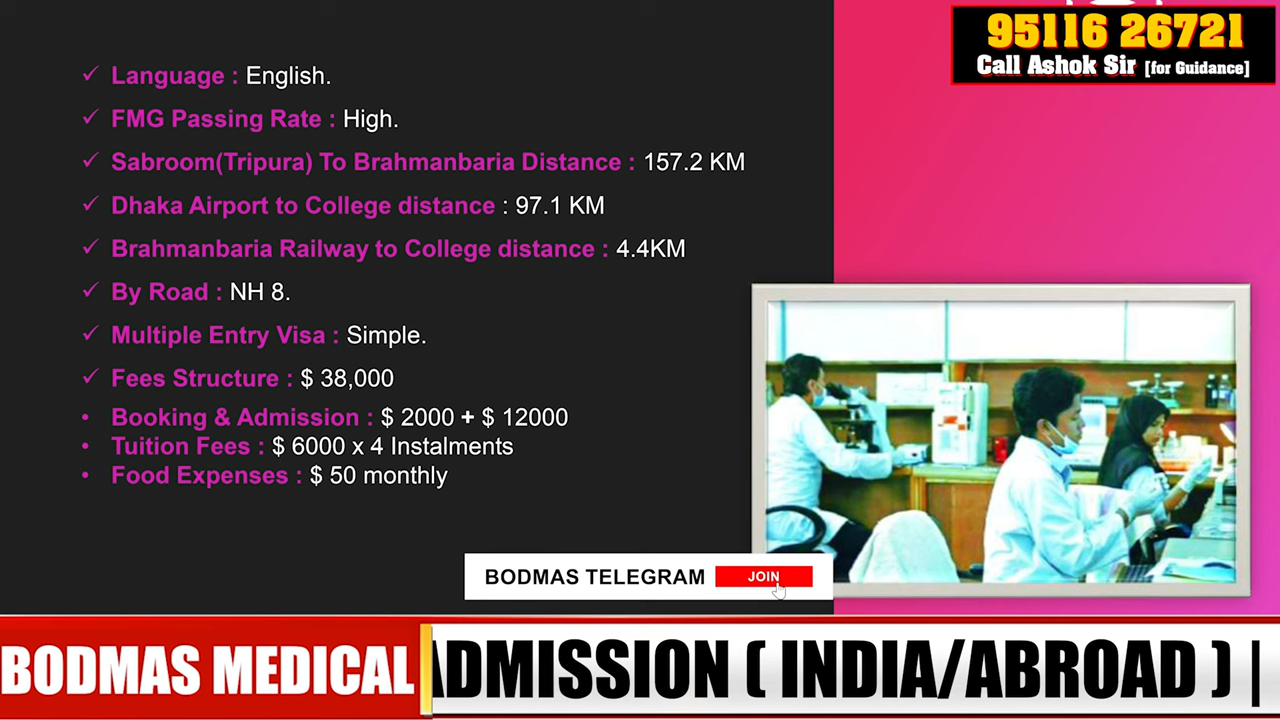 95116 26721
Call Ashok Sir [for Guidance]
✓ Language : English.
✓ FMG Passing Rate : High.
✓ Sabroom(Tripura) To Brahmanbaria Distance : 157.2 KM
✓ Dhaka Airport to College distance : 97.1 KM
✓ Brahmanbaria Railway to College distance : 4.4KM
✓ By Road : NH 8.
✓ Multiple Entry Visa : Simple.
✓ Fees Structure : $ 38,000
• Booking & Admission : $ 2000 + $ 12000
• Tuition Fees : $ 6000 x 4 Instalments
• Food Expenses : $ 50 monthly
BODMAS TELEGRAM JOIN
BODMAS MEDICAL ADMISSION ( INDIA/ABROAD ) |